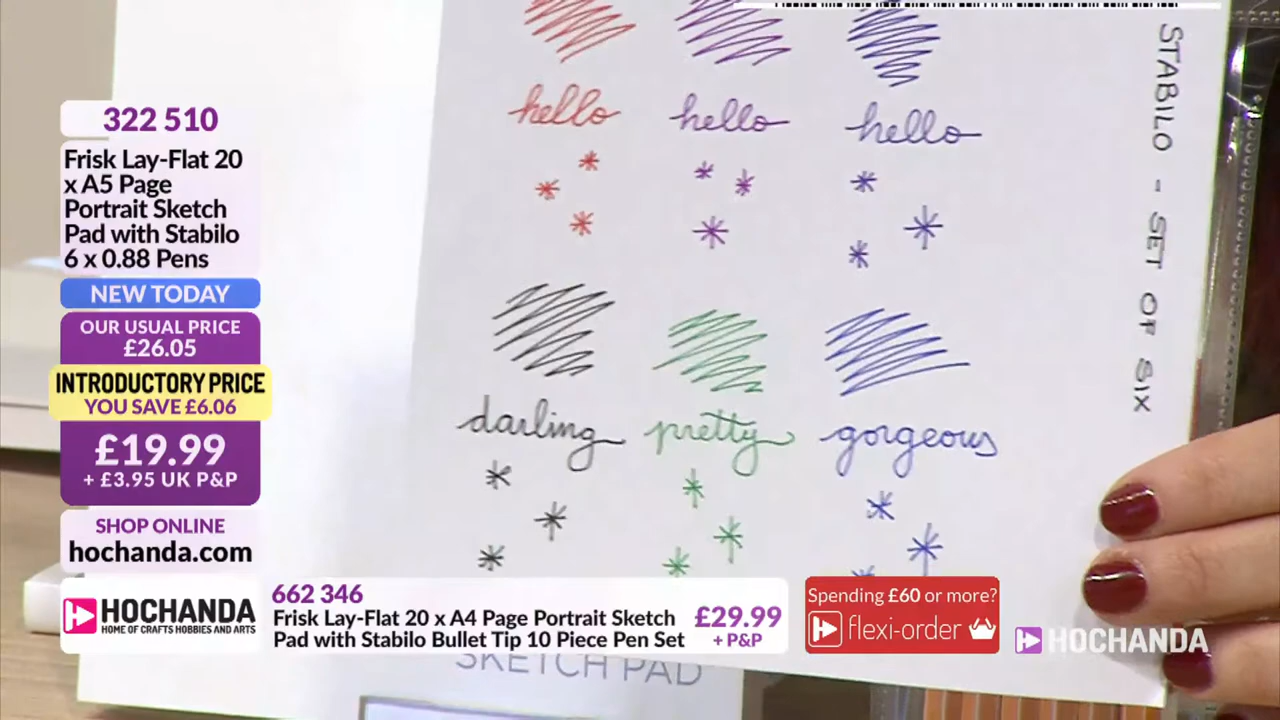 322 510
Frisk Lay-Flat 20
x A5 Page
Portrait Sketch
Pad with Stabilo
6 x 0.88 Pens
NEW TODAY
OUR USUAL PRICE
£26.05
INTRODUCTORY PRICE
YOU SAVE £6.06
£19.99
+ £3.95 UK P&P
SHOP ONLINE
hochanda.com
hello hello hello
darling pretty gorgeous
STABILO - SET OF SIX
HOCHANDA
HOME OF CRAFTS HOBBIES AND ARTS
662 346
Frisk Lay-Flat 20 x A4 Page Portrait Sketch
Pad with Stabilo Bullet Tip 10 Piece Pen Set
£29.99
+ P&P
Spending £60 or more?
flexi-order
HOCHANDA
SKETCH PAD